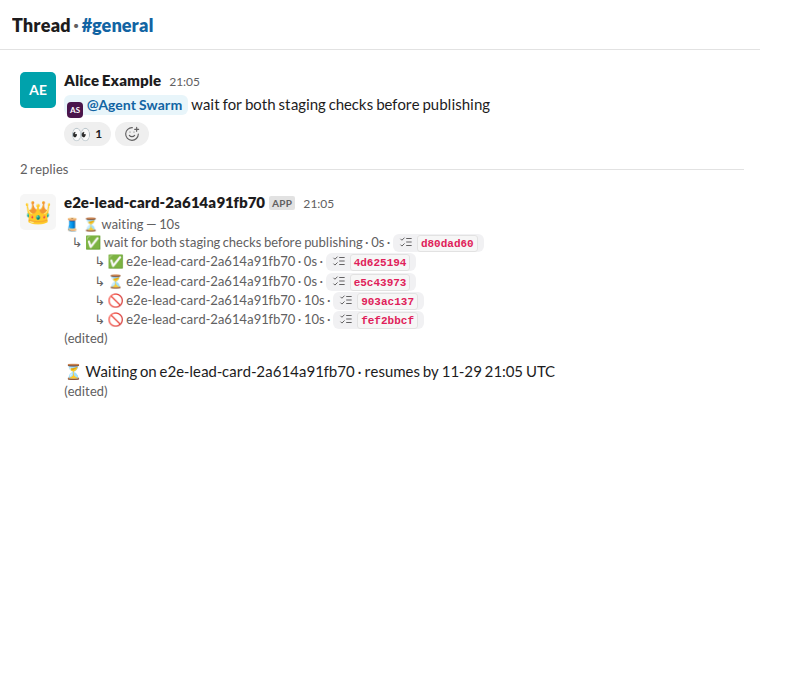 Thread · #general
AE
Alice Example 21:05
AS @Agent Swarm wait for both staging checks before publishing
1
2 replies
e2e-lead-card-2a614a91fb70 APP 21:05
waiting — 10s
↳ ✅ wait for both staging checks before publishing · 0s · d80dad60
↳ ✅ e2e-lead-card-2a614a91fb70 · 0s · 4d625194
↳ ⏳ e2e-lead-card-2a614a91fb70 · 0s · e5c43973
↳ 🚫 e2e-lead-card-2a614a91fb70 · 10s · 903ac137
↳ 🚫 e2e-lead-card-2a614a91fb70 · 10s · fef2bbcf
(edited)
⏳ Waiting on e2e-lead-card-2a614a91fb70 · resumes by 11-29 21:05 UTC
(edited)